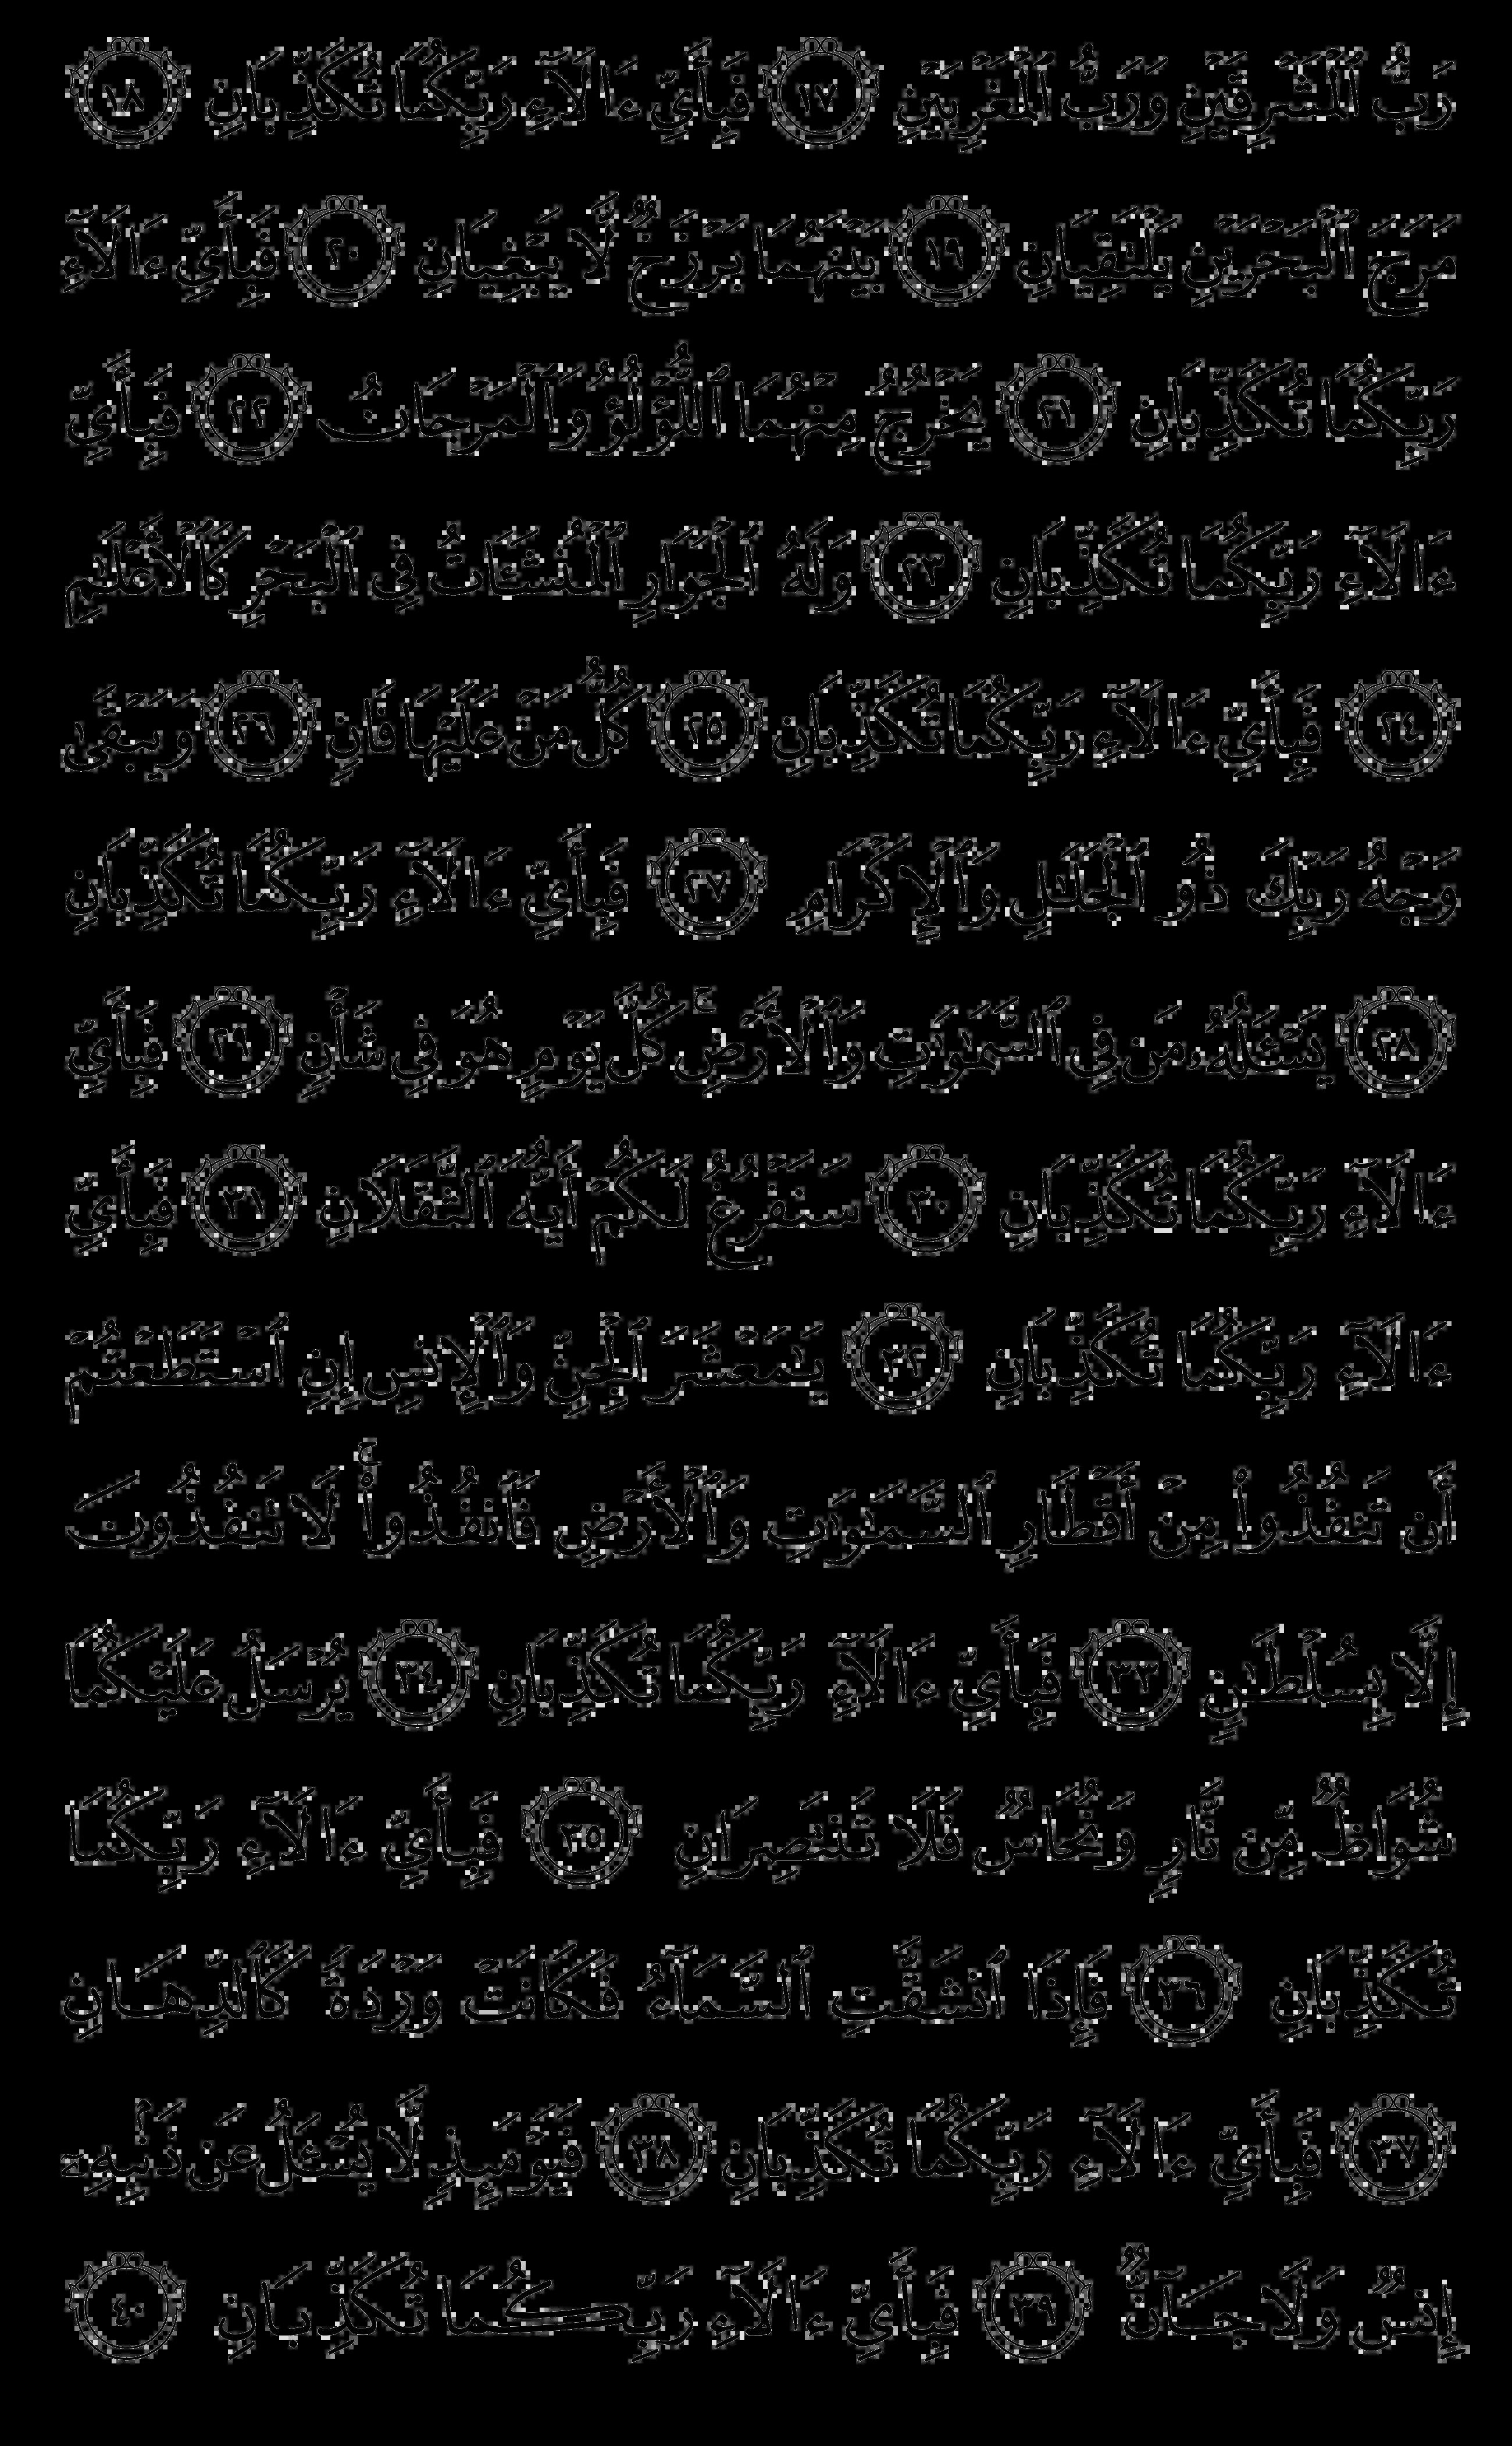 رَبُّ ٱلْمَشْرِقَيْنِ وَرَبُّ ٱلْمَغْرِبَيْنِ ١٧ فَبِأَيِّ ءَالَآءِ رَبِّكُمَا تُكَذِّبَانِ ١٨
مَرَجَ ٱلْبَحْرَيْنِ يَلْتَقِيَانِ ١٩ بَيْنَهُمَا بَرْزَخٌ لَّا يَبْغِيَانِ ٢٠ فَبِأَيِّ ءَالَآءِ
رَبِّكُمَا تُكَذِّبَانِ ٢١ يَخْرُجُ مِنْهُمَا ٱللُّؤْلُؤُ وَٱلْمَرْجَانُ ٢٢ فَبِأَيِّ
ءَالَآءِ رَبِّكُمَا تُكَذِّبَانِ ٢٣ وَلَهُ ٱلْجَوَارِ ٱلْمُنشَـَٔاتُ فِى ٱلْبَحْرِ كَٱلْأَعْلَٰمِ
٢٤ فَبِأَيِّ ءَالَآءِ رَبِّكُمَا تُكَذِّبَانِ ٢٥ كُلُّ مَنْ عَلَيْهَا فَانٍ ٢٦ وَيَبْقَىٰ
وَجْهُ رَبِّكَ ذُو ٱلْجَلَٰلِ وَٱلْإِكْرَامِ ٢٧ فَبِأَيِّ ءَالَآءِ رَبِّكُمَا تُكَذِّبَانِ
٢٨ يَسْـَٔلُهُۥ مَن فِى ٱلسَّمَٰوَٰتِ وَٱلْأَرْضِ ۚ كُلَّ يَوْمٍ هُوَ فِى شَأْنٍ ٢٩ فَبِأَيِّ
ءَالَآءِ رَبِّكُمَا تُكَذِّبَانِ ٣٠ سَنَفْرُغُ لَكُمْ أَيُّهَ ٱلثَّقَلَانِ ٣١ فَبِأَيِّ
ءَالَآءِ رَبِّكُمَا تُكَذِّبَانِ ٣٢ يَٰمَعْشَرَ ٱلْجِنِّ وَٱلْإِنسِ إِنِ ٱسْتَطَعْتُمْ
أَن تَنفُذُوا۟ مِنْ أَقْطَارِ ٱلسَّمَٰوَٰتِ وَٱلْأَرْضِ فَٱنفُذُوا۟ ۚ لَا تَنفُذُونَ
إِلَّا بِسُلْطَٰنٍ ٣٣ فَبِأَيِّ ءَالَآءِ رَبِّكُمَا تُكَذِّبَانِ ٣٤ يُرْسَلُ عَلَيْكُمَا
شُوَاظٌ مِّن نَّارٍ وَنُحَاسٌ فَلَا تَنتَصِرَانِ ٣٥ فَبِأَيِّ ءَالَآءِ رَبِّكُمَا
تُكَذِّبَانِ ٣٦ فَإِذَا ٱنشَقَّتِ ٱلسَّمَآءُ فَكَانَتْ وَرْدَةً كَٱلدِّهَانِ
٣٧ فَبِأَيِّ ءَالَآءِ رَبِّكُمَا تُكَذِّبَانِ ٣٨ فَيَوْمَئِذٍ لَّا يُسْـَٔلُ عَن ذَنۢبِهِۦٓ
إِنسٌ وَلَا جَآنٌّ ٣٩ فَبِأَيِّ ءَالَآءِ رَبِّكُمَا تُكَذِّبَانِ ٤٠